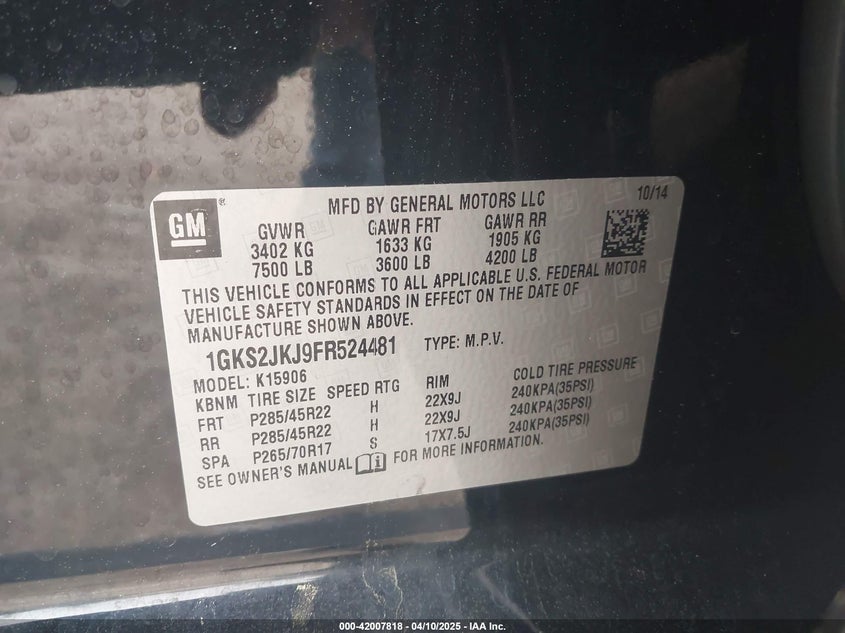 GM
MFD BY GENERAL MOTORS LLC 10/14
GVWR GAWR FRT GAWR RR
3402 KG 1633 KG 1905 KG
7500 LB 3600 LB 4200 LB
THIS VEHICLE CONFORMS TO ALL APPLICABLE U.S. FEDERAL MOTOR
VEHICLE SAFETY STANDARDS IN EFFECT ON THE DATE OF
MANUFACTURE SHOWN ABOVE.
1GKS2JKJ9FR524481 TYPE: M.P.V.
MODEL: K15906
KBNM TIRE SIZE SPEED RTG RIM COLD TIRE PRESSURE
FRT P285/45R22 H 22X9J 240KPA(35PSI)
RR P285/45R22 H 22X9J 240KPA(35PSI)
SPA P265/70R17 S 17X7.5J 240KPA(35PSI)
SEE OWNER'S MANUAL FOR MORE INFORMATION.
000-42007818 - 04/10/2025 - IAA Inc.